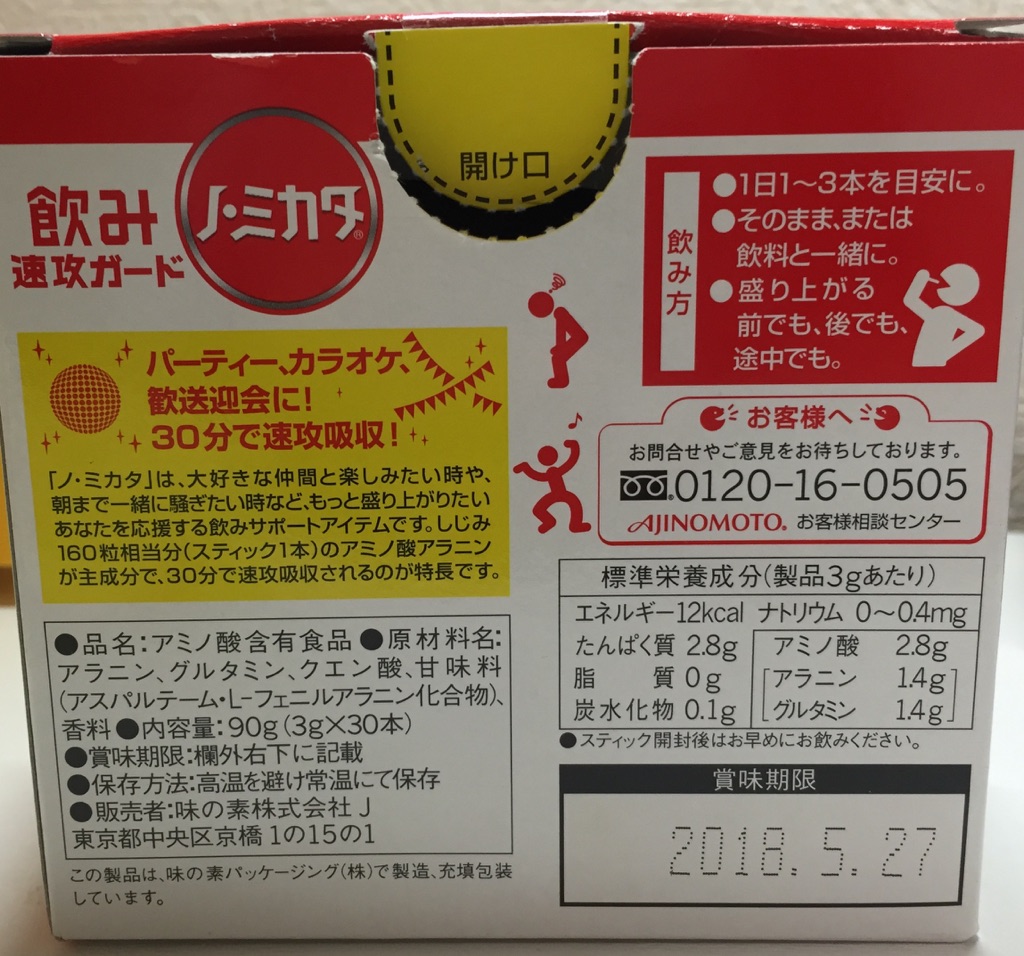 開け口
飲み
速攻ガード
ノ・ミカタ®
飲み方
●1日1〜3本を目安に。
●そのまま、または
飲料と一緒に。
●盛り上がる
前でも、後でも、
途中でも。
パーティー、カラオケ、
歓送迎会に!
30分で速攻吸収!
「ノ・ミカタ」は、大好きな仲間と楽しみたい時や、
朝まで一緒に騒ぎたい時など、もっと盛り上がりたい
あなたを応援する飲みサポートアイテムです。しじみ
160粒相当分(スティック1本)のアミノ酸アラニン
が主成分で、30分で速攻吸収されるのが特長です。
お客様へ
お問合せやご意見をお待ちしております。
0120-16-0505
AJINOMOTO. お客様相談センター
●品名:アミノ酸含有食品 ●原材料名:
アラニン、グルタミン、クエン酸、甘味料
(アスパルテーム・L-フェニルアラニン化合物)、
香料 ●内容量:90g(3g×30本)
●賞味期限:欄外右下に記載
●保存方法:高温を避け常温にて保存
●販売者:味の素株式会社 J
東京都中央区京橋1の15の1
この製品は、味の素パッケージング(株)で製造、充填包装
しています。
標準栄養成分(製品3gあたり)
エネルギー 12kcal ナトリウム 0〜0.4mg
たんぱく質 2.8g アミノ酸 2.8g
脂質 0g [アラニン 1.4g]
炭水化物 0.1g [グルタミン 1.4g]
●スティック開封後はお早めにお飲みください。
賞味期限
2018.5.27